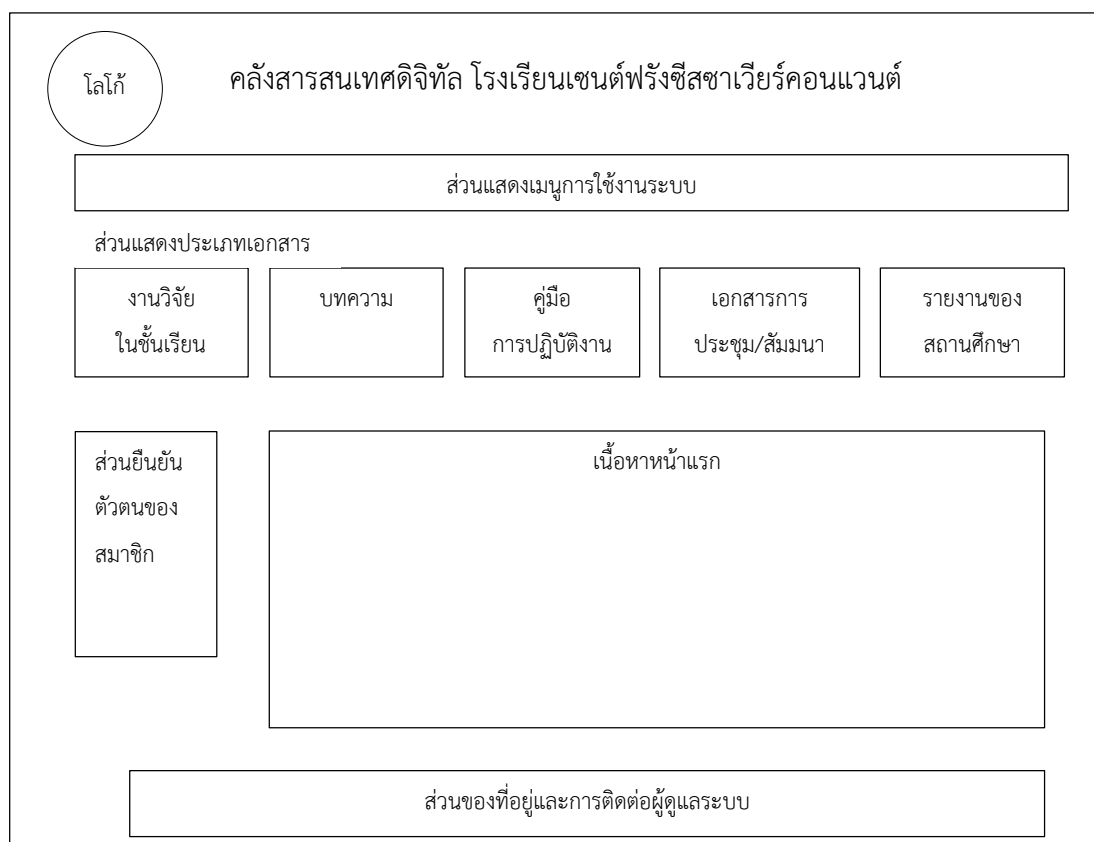 โลโก้
คลังสารสนเทศดิจิทัล โรงเรียนเซนต์ฟรังซีสซาเวียร์คอนแวนต์
ส่วนแสดงเมนูการใช้งานระบบ
ส่วนแสดงประเภทเอกสาร
งานวิจัย
ในชั้นเรียน
บทความ
คู่มือ
การปฏิบัติงาน
เอกสารการ
ประชุม/สัมมนา
รายงานของ
สถานศึกษา
ส่วนยืนยัน
ตัวตนของ
สมาชิก
เนื้อหาหน้าแรก
ส่วนของที่อยู่และการติดต่อผู้ดูแลระบบ